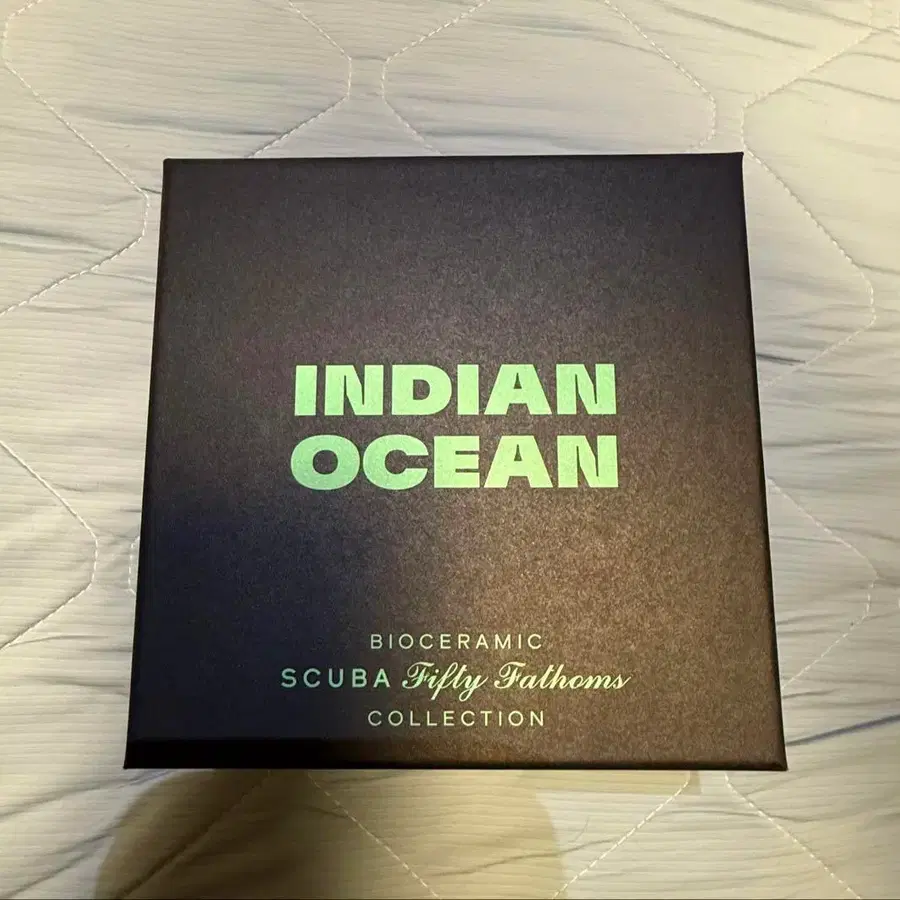 INDIAN
OCEAN
BIOCERAMIC
SCUBA Fifty Fathoms
COLLECTION